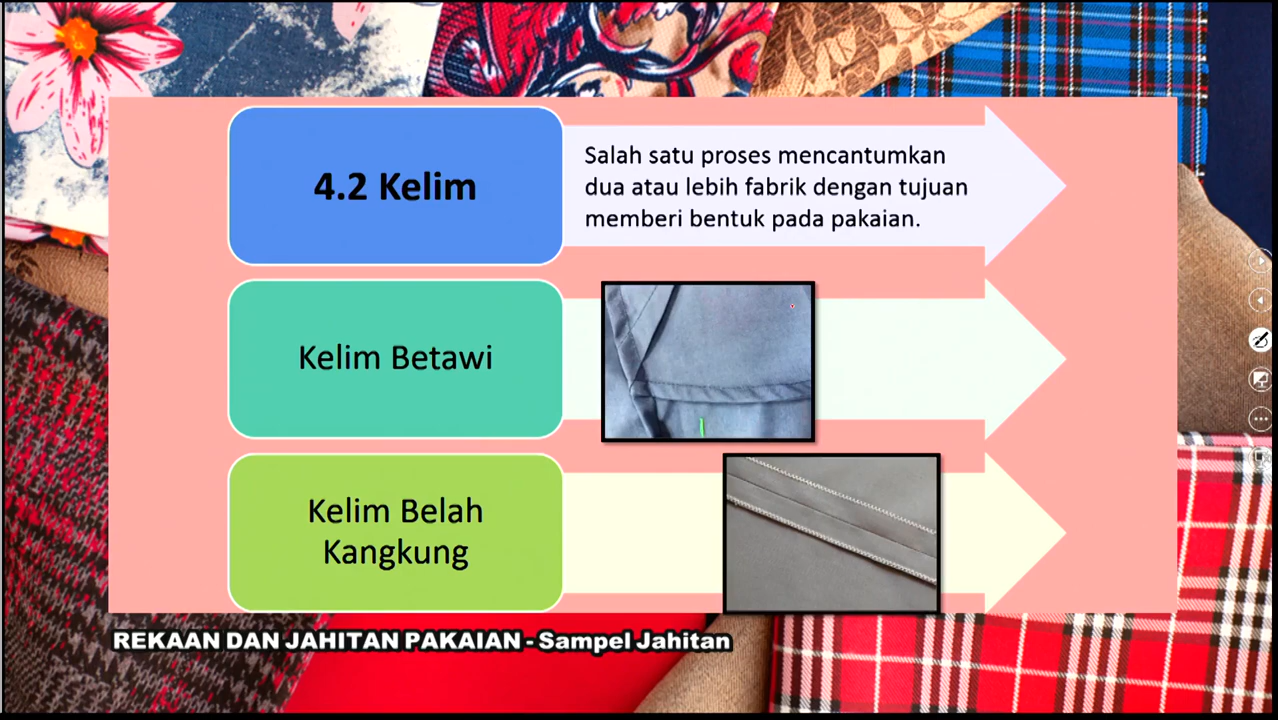 4.2 Kelim
Salah satu proses mencantumkan
dua atau lebih fabrik dengan tujuan
memberi bentuk pada pakaian.
Kelim Betawi
Kelim Belah
Kangkung
REKAAN DAN JAHITAN PAKAIAN - Sampel Jahitan